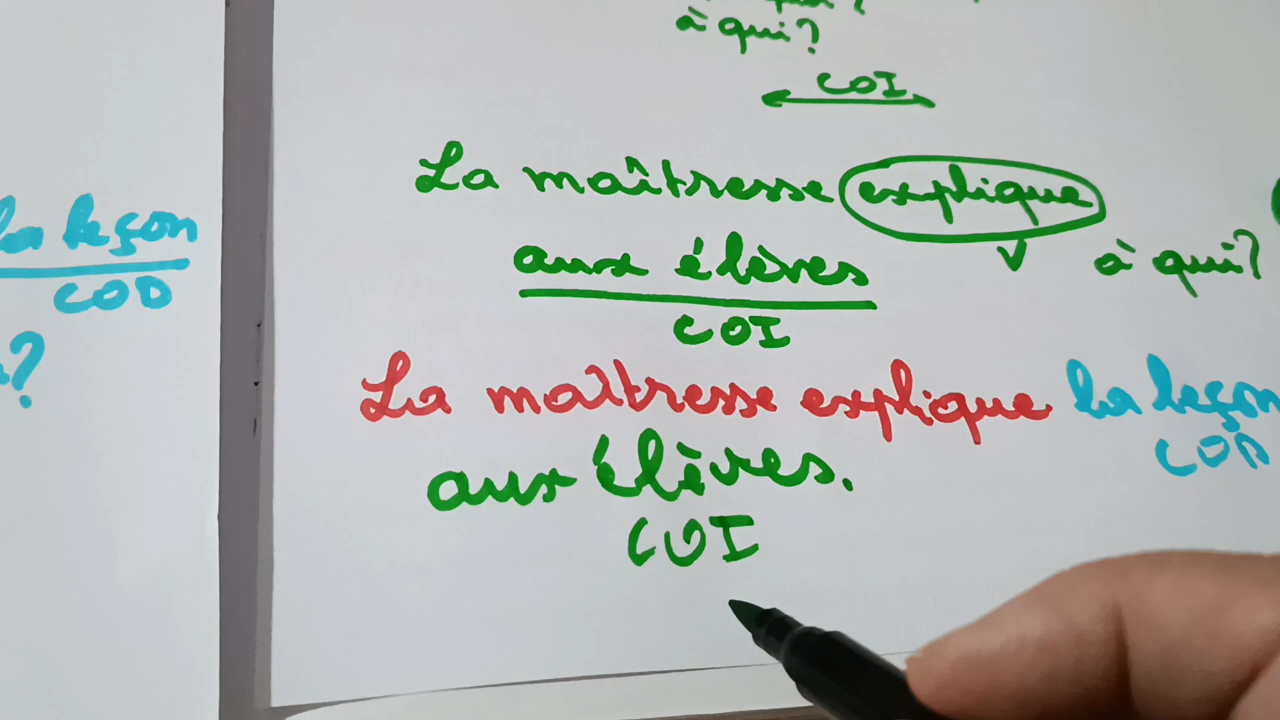 la leçon
COD
?
à qui?
COI
La maîtresse explique
aux élèves
à qui?
COI
La maîtresse explique la leçon
COD
aux élèves.
COI